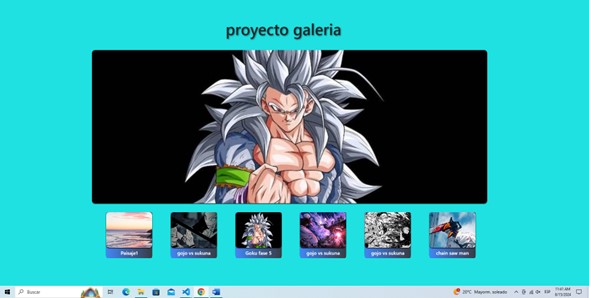 proyecto galeria
Paisaje1
gojo vs sukuna
Goku fase 5
gojo vs sukuna
gojo vs sukuna
chain saw man
Buscar
20°C Mayorm. soleado
ESP
11:41 AM
8/13/2024